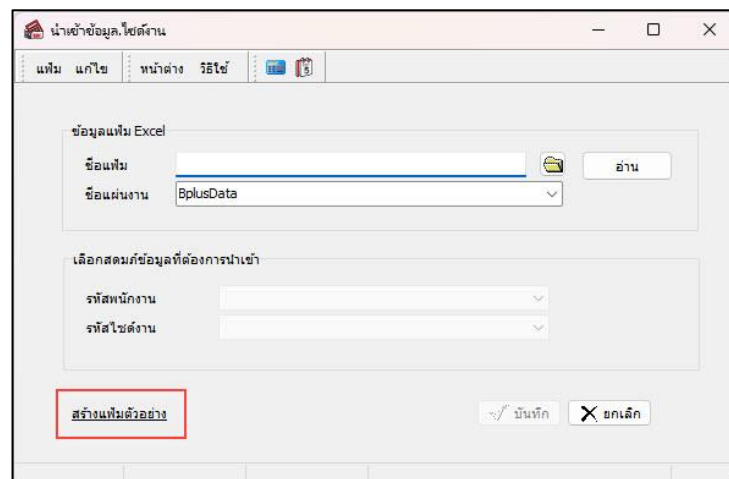 นำเข้าข้อมูล.ไซต์งาน
แฟ้ม แก้ไข หน้าต่าง วิธีใช้
ข้อมูลแฟ้ม Excel
ชื่อแฟ้ม อ่าน
ชื่อแผ่นงาน BplusData
เลือกสดมภ์ข้อมูลที่ต้องการนำเข้า
รหัสพนักงาน
รหัสไซต์งาน
สร้างแฟ้มตัวอย่าง บันทึก ยกเลิก